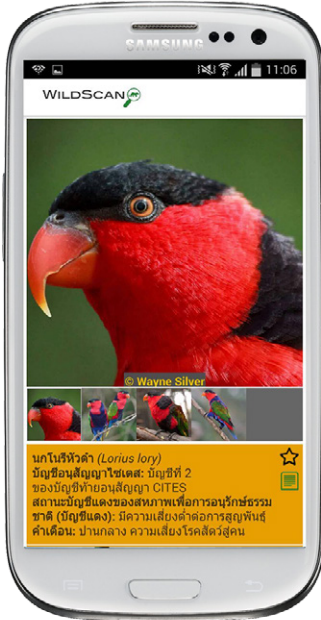 SAMSUNG
11:06
WILDSCAN
© Wayne Silver
นกโนรีหัวดำ (Lorius lory)
บัญชีอนุสัญญาไซเตส: บัญชีที่ 2
ของบัญชีท้ายอนุสัญญา CITES
สถานะบัญชีแดงของสหภาพเพื่อการอนุรักษ์ธรรม
ชาติ (บัญชีแดง): มีความเสี่ยงต่ำต่อการสูญพันธุ์
คำเตือน: ปานกลาง ความเสี่ยงโรคสัตว์สู่คน